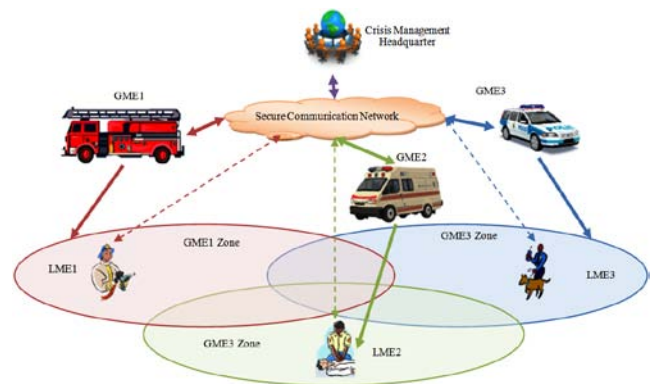 Crisis Management
Headquarter
GME1
GME3
Secure Communication Network
GME2
GME1 Zone
GME3 Zone
LME1
LME3
GME3 Zone
LME2